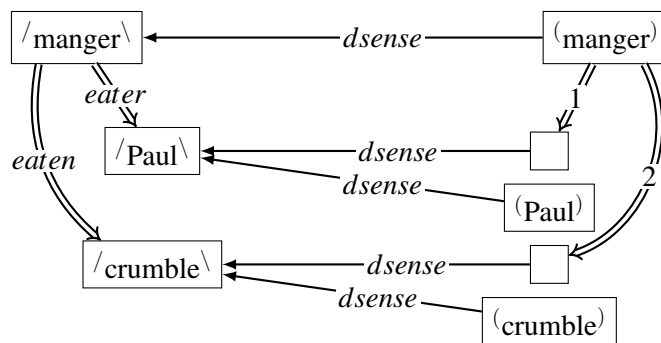 /manger\ dsense (manger)
eater 1
/Paul\ dsense
eaten dsense 2
(Paul)
/crumble\ dsense
dsense (crumble)